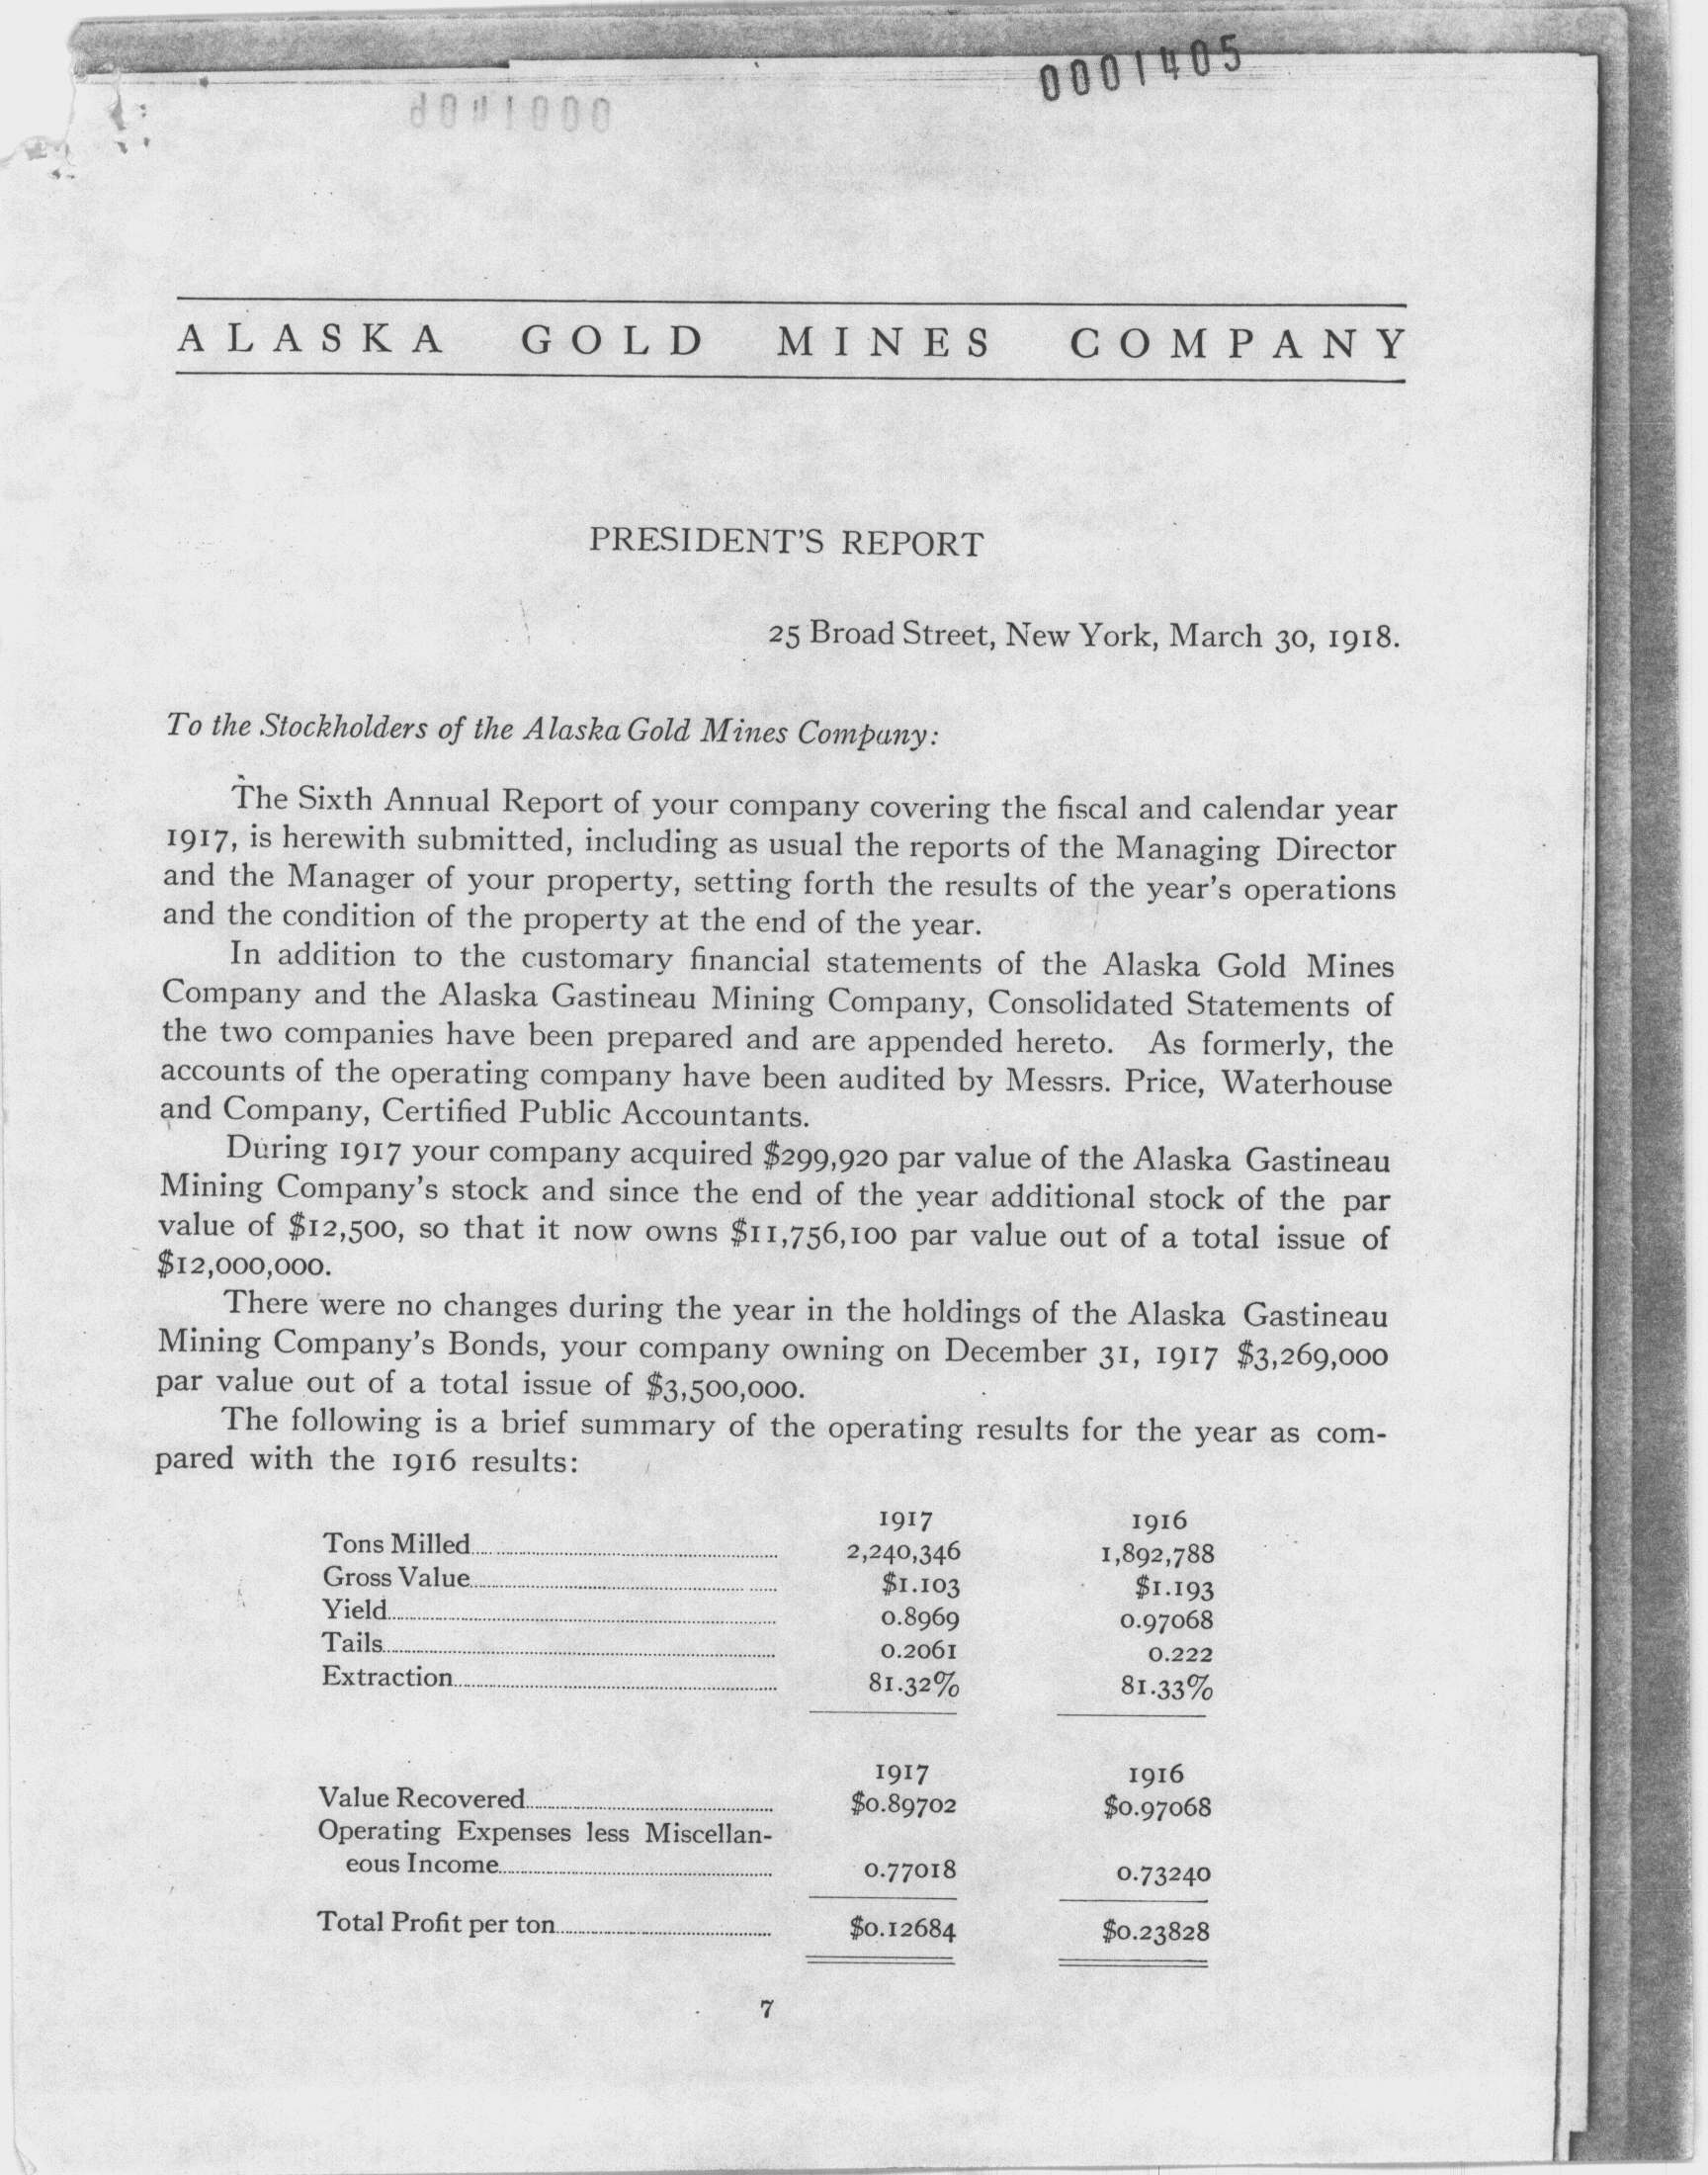 0001405
ALASKA GOLD MINES COMPANY
PRESIDENT'S REPORT
25 Broad Street, New York, March 30, 1918.
To the Stockholders of the Alaska Gold Mines Company:
The Sixth Annual Report of your company covering the fiscal and calendar year
1917, is herewith submitted, including as usual the reports of the Managing Director
and the Manager of your property, setting forth the results of the year's operations
and the condition of the property at the end of the year.
In addition to the customary financial statements of the Alaska Gold Mines
Company and the Alaska Gastineau Mining Company, Consolidated Statements of
the two companies have been prepared and are appended hereto. As formerly, the
accounts of the operating company have been audited by Messrs. Price, Waterhouse
and Company, Certified Public Accountants.
During 1917 your company acquired $299,920 par value of the Alaska Gastineau
Mining Company's stock and since the end of the year additional stock of the par
value of $12,500, so that it now owns $11,756,100 par value out of a total issue of
$12,000,000.
There were no changes during the year in the holdings of the Alaska Gastineau
Mining Company's Bonds, your company owning on December 31, 1917 $3,269,000
par value out of a total issue of $3,500,000.
The following is a brief summary of the operating results for the year as com-
pared with the 1916 results:
1917 1916
Tons Milled 2,240,346 1,892,788
Gross Value $1.103 $1.193
Yield 0.8969 0.97068
Tails 0.2061 0.222
Extraction 81.32% 81.33%
1917 1916
Value Recovered $0.89702 $0.97068
Operating Expenses less Miscellan-
eous Income 0.77018 0.73240
Total Profit per ton $0.12684 $0.23828
7